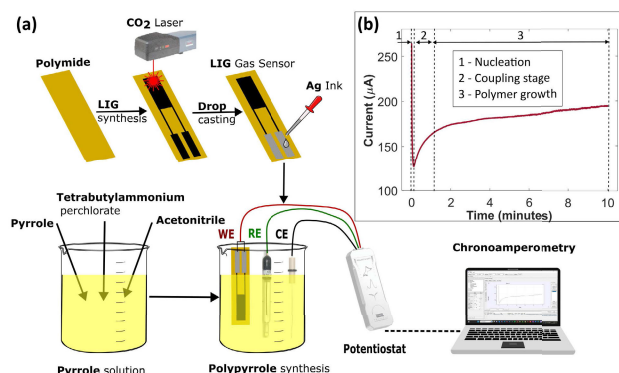 (a)
CO2 Laser
Polymide
LIG Gas Sensor
Ag Ink
LIG
synthesis
Drop
casting
Tetrabutylammonium
perchlorate
Pyrrole
Acetonitrile
WE RE CE
Pyrrole solution
Polypyrrole synthesis
Potentiostat
Chronoamperometry
(b)
1 2 3
1 - Nucleation
2 - Coupling stage
3 - Polymer growth
Current (μA)
250
200
150
100
0 2 4 6 8 10
Time (minutes)